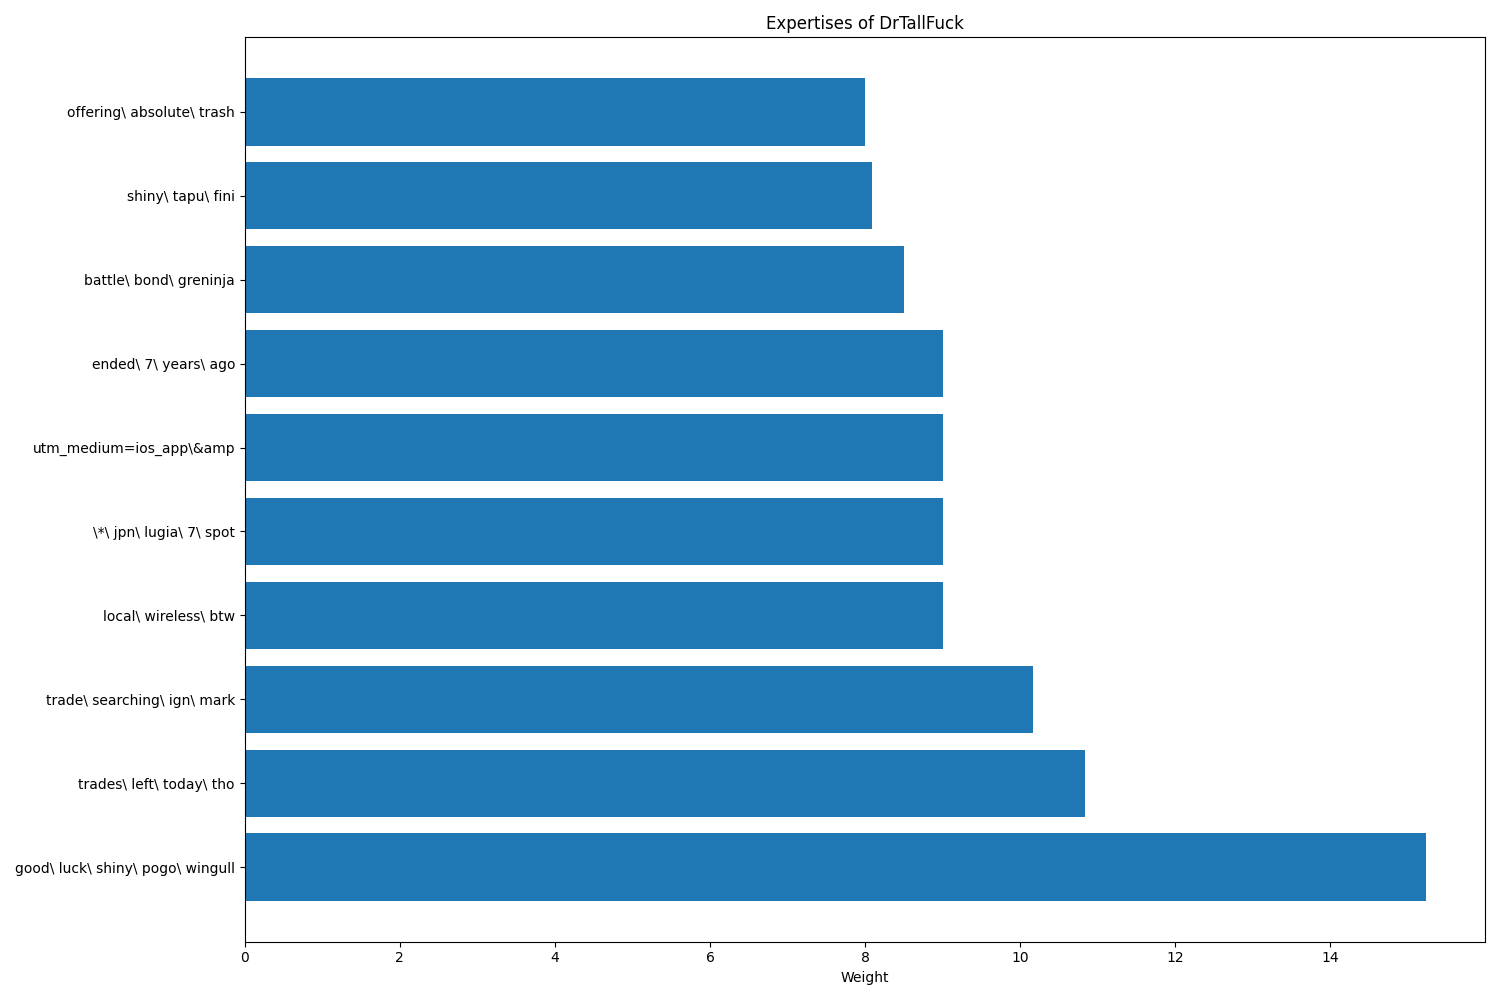 Expertises of DrTallFuck
offering\ absolute\ trash
shiny\ tapu\ fini
battle\ bond\ greninja
ended\ 7\ years\ ago
utm_medium=ios_app\&amp
\*\ jpn\ lugia\ 7\ spot
local\ wireless\ btw
trade\ searching\ ign\ mark
trades\ left\ today\ tho
good\ luck\ shiny\ pogo\ wingull
0 2 4 6 8 10 12 14
Weight